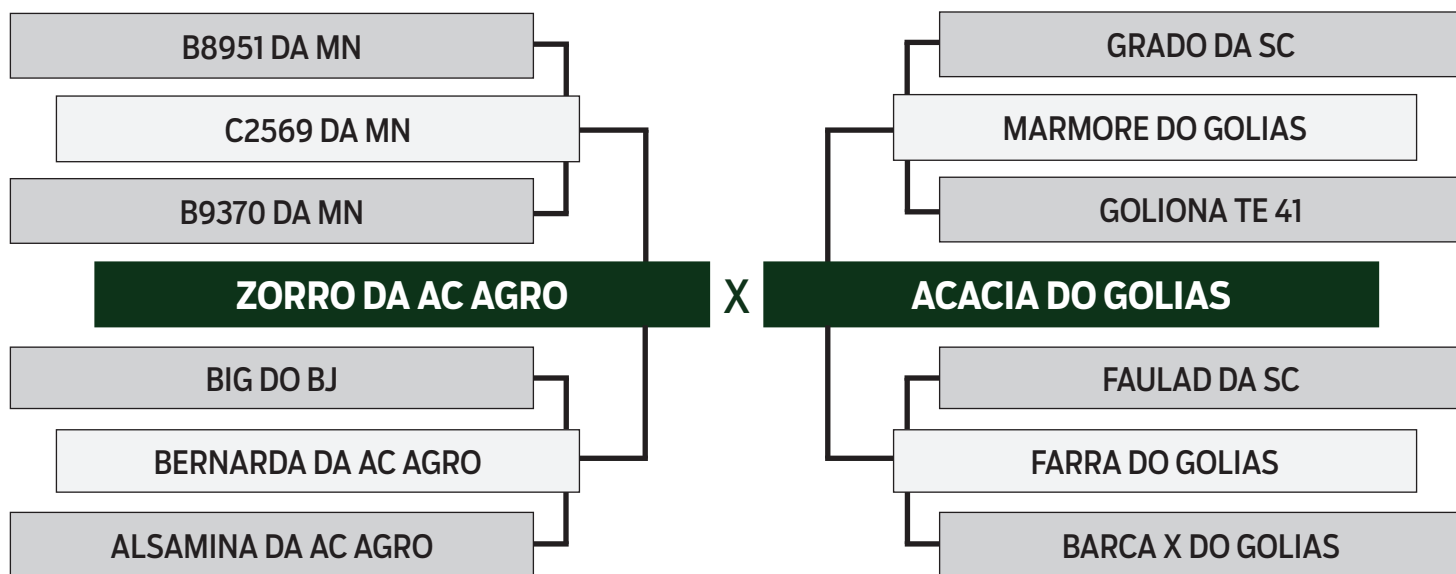 B8951 DA MN
GRADO DA SC
C2569 DA MN
MARMORE DO GOLIAS
B9370 DA MN
GOLIONA TE 41
ZORRO DA AC AGRO X ACACIA DO GOLIAS
BIG DO BJ
FAULAD DA SC
BERNARDA DA AC AGRO
FARRA DO GOLIAS
ALSAMINA DA AC AGRO
BARCA X DO GOLIAS